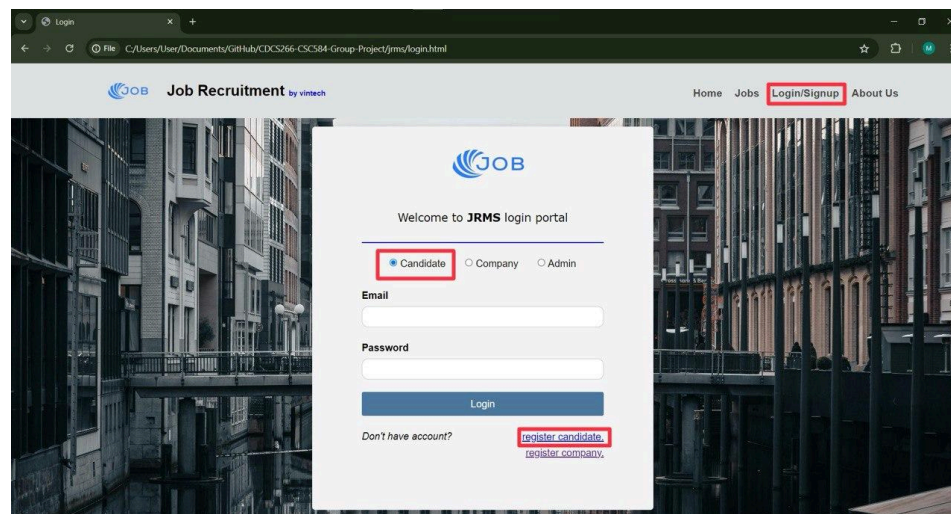 Login
File C:/Users/User/Documents/GitHub/CDCS266-CSC584-Group-Project/jrms/login.html
M
JOB Job Recruitment by vintech Home Jobs Login/Signup About Us
JOB
Welcome to JRMS login portal
Candidate Company Admin
Email
Password
Login
Don't have account? register candidate.
register company.